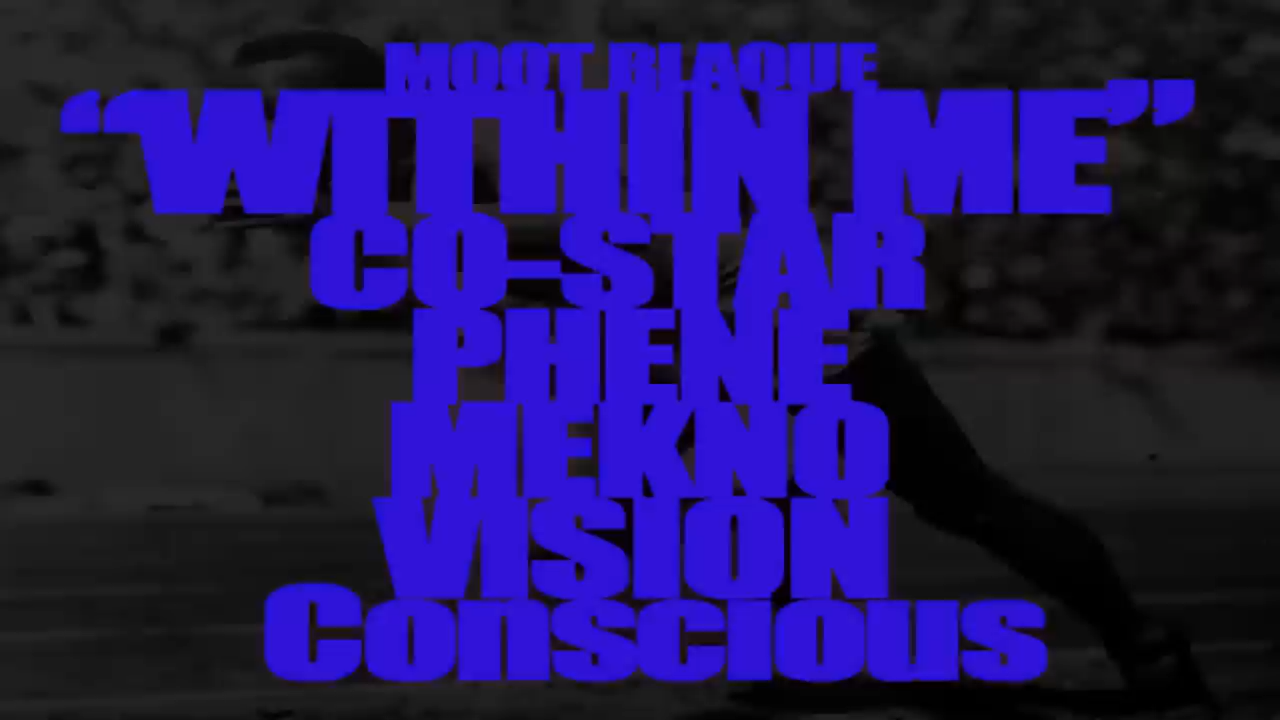 MOOT BLAQUE
“WITHIN ME”
CO-STAR
PHENE
MEKNO
VISION
Conscious